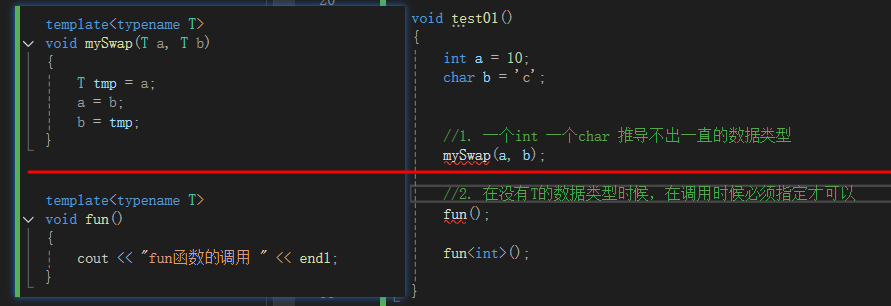 template<typename T>
void mySwap(T a, T b)
{
T tmp = a;
a = b;
b = tmp;
}
template<typename T>
void fun()
{
cout << "fun函数的调用 " << endl;
}
void test01()
{
int a = 10;
char b = 'c';
//1. 一个int 一个char 推导不出一直的数据类型
mySwap(a, b);
//2. 在没有T的数据类型时候，在调用时候必须指定才可以
fun();
fun<int>();
}